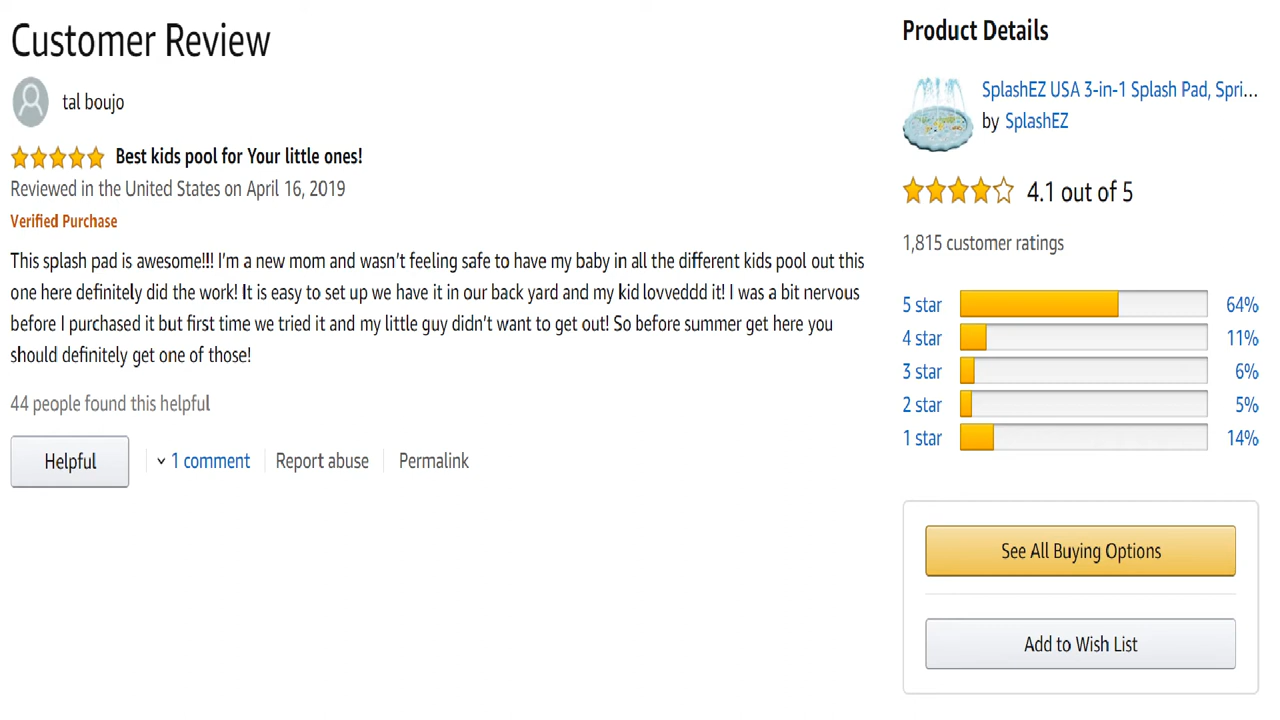 Customer Review
tal boujo
Best kids pool for Your little ones!
Reviewed in the United States on April 16, 2019
Verified Purchase
This splash pad is awesome!!! I'm a new mom and wasn't feeling safe to have my baby in all the different kids pool out this
one here definitely did the work! It is easy to set up we have it in our back yard and my kid lovveddd it! I was a bit nervous
before I purchased it but first time we tried it and my little guy didn't want to get out! So before summer get here you
should definitely get one of those!
44 people found this helpful
Helpful
1 comment
Report abuse
Permalink
Product Details
SplashEZ USA 3-in-1 Splash Pad, Spri...
by SplashEZ
4.1 out of 5
1,815 customer ratings
5 star 64%
4 star 11%
3 star 6%
2 star 5%
1 star 14%
See All Buying Options
Add to Wish List